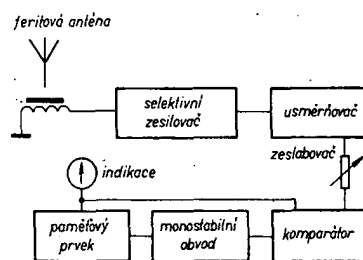 feritová anténa
selektivní
zesilovač
usměrňovač
zeslabovač
indikace
paměťový
prvek
monostabilní
obvod
komparátor